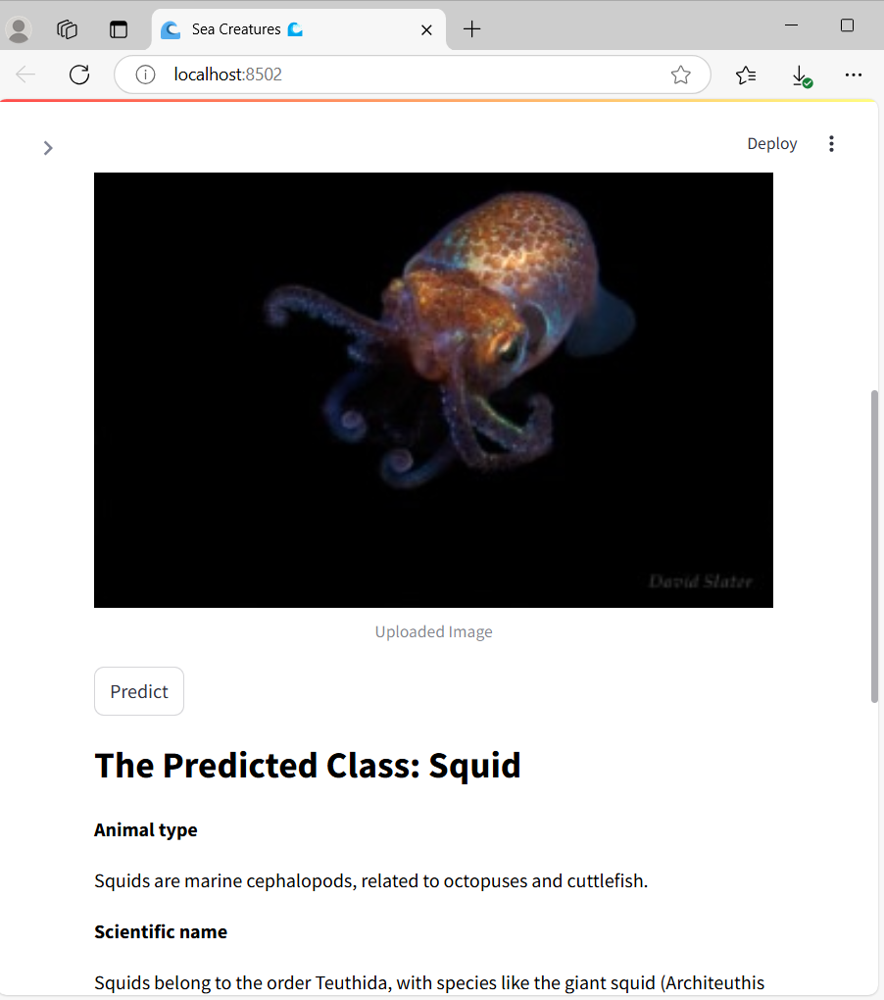 Sea Creatures
localhost:8502
Deploy
David Slater
Uploaded Image
Predict
The Predicted Class: Squid
Animal type
Squids are marine cephalopods, related to octopuses and cuttlefish.
Scientific name
Squids belong to the order Teuthida, with species like the giant squid (Architeuthis